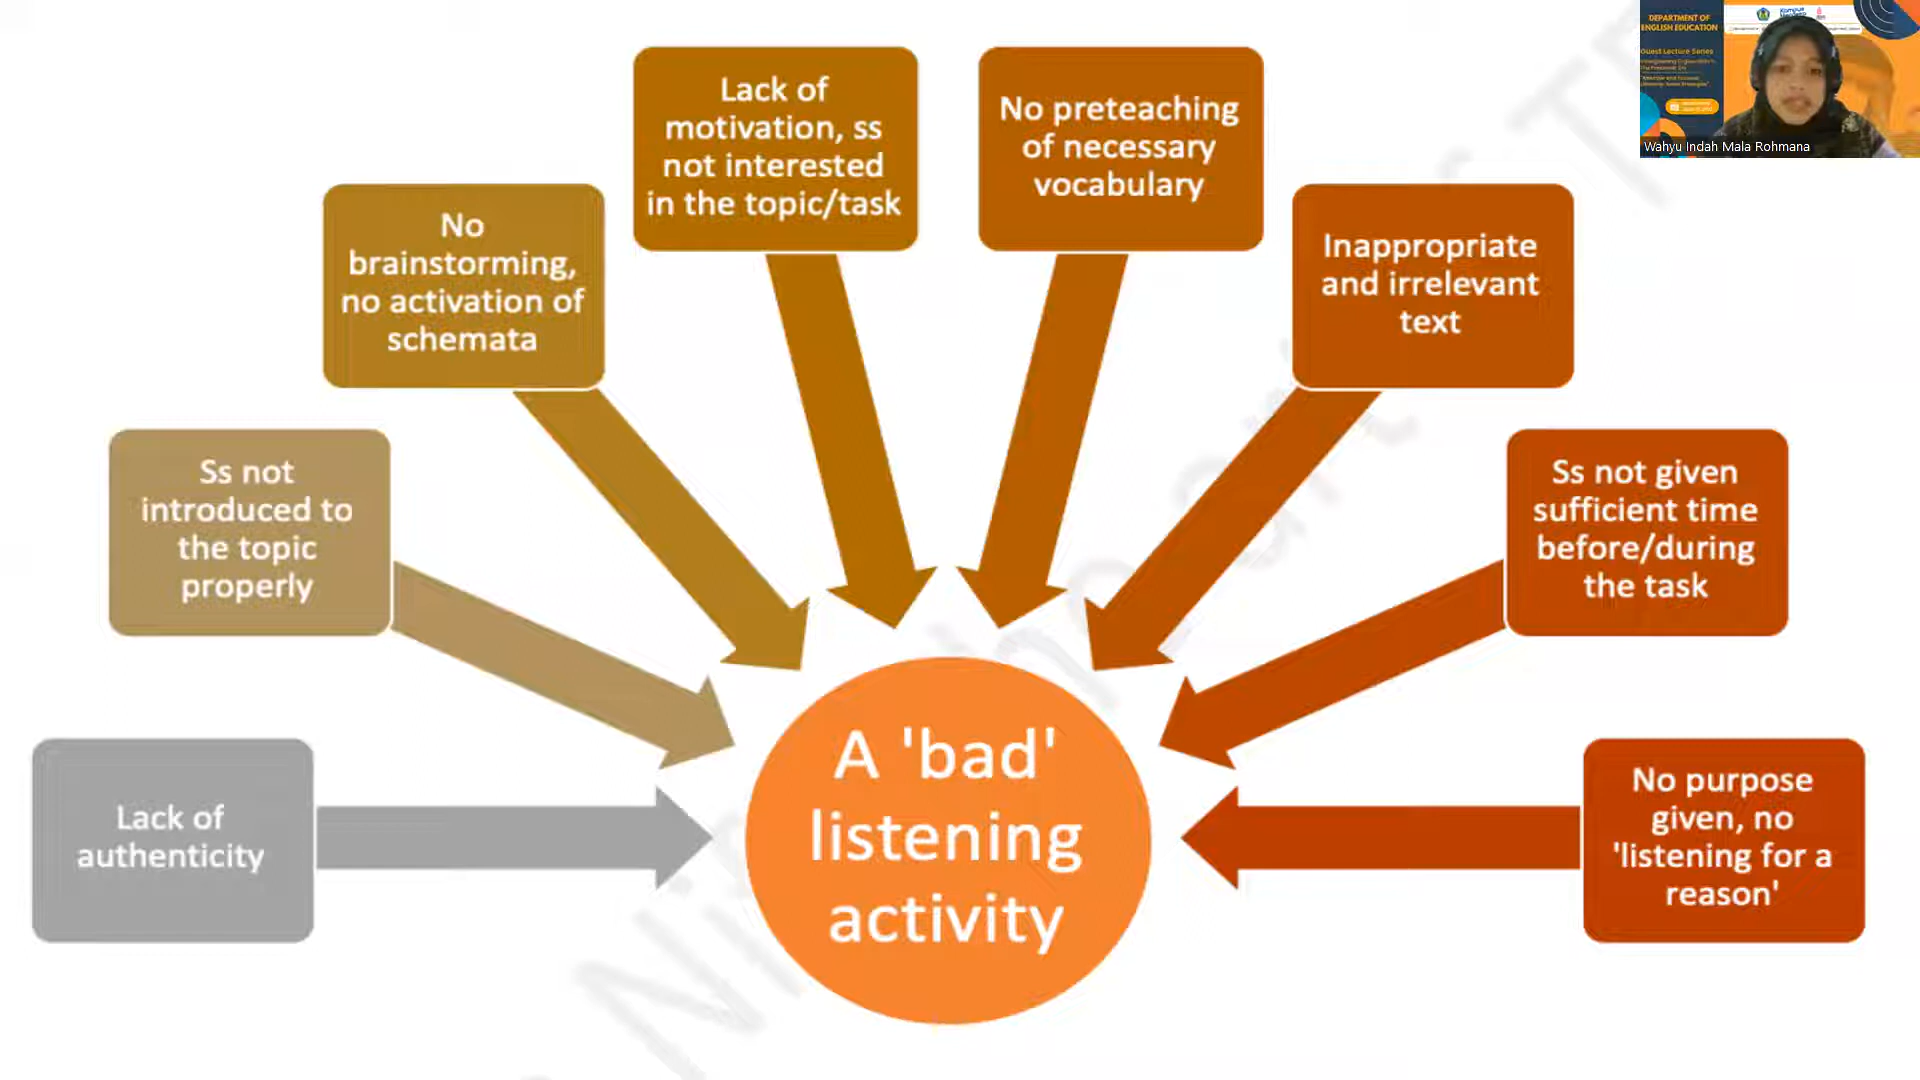 Lack of
authenticity
Ss not
introduced to
the topic
properly
No
brainstorming,
no activation of
schemata
Lack of
motivation, ss
not interested
in the topic/task
No preteaching
of necessary
vocabulary
Inappropriate
and irrelevant
text
Ss not given
sufficient time
before/during
the task
No purpose
given, no
'listening for a
reason'
A 'bad'
listening
activity
DEPARTMENT OF
ENGLISH EDUCATION
Guest Lecture Series
Wahyu Indah Mala Rohmana